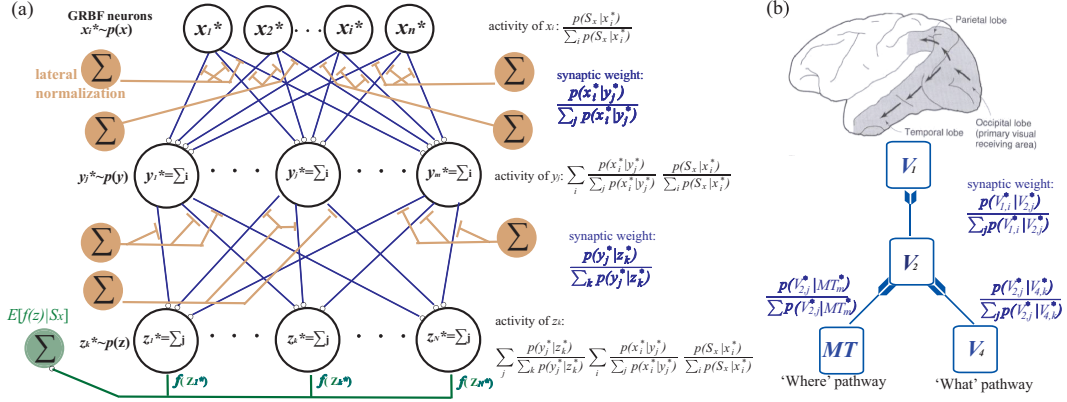 (a)
GRBF neurons
xᵢ*~p(x)
x₁* x₂* · · · xᵢ* xₙ*
activity of xᵢ: p(Sₓ|xᵢ*) / ∑ᵢ p(Sₓ|xᵢ*)
lateral
normalization
∑ ∑
∑ ∑
synaptic weight:
p(xᵢ*|yⱼ*)
∑ⱼ p(xᵢ*|yⱼ*)
yⱼ*~p(y)
y₁*=∑ᵢ · · · yⱼ*=∑ᵢ · · · yₘ*=∑ᵢ
activity of yⱼ: ∑ᵢ p(xᵢ*|yⱼ*) / ∑ⱼ p(xᵢ*|yⱼ*) p(Sₓ|xᵢ*) / ∑ᵢ p(Sₓ|xᵢ*)
∑ ∑
∑
synaptic weight:
p(yⱼ*|zₖ*)
∑ₖ p(yⱼ*|zₖ*)
E[f(z)|Sₓ]
∑
zₖ*~p(z)
z₁*=∑ⱼ · · · zₖ*=∑ⱼ · · · z_N*=∑ⱼ
activity of zₖ:
∑ⱼ p(yⱼ*|zₖ*) / ∑ₖ p(yⱼ*|zₖ*) ∑ᵢ p(xᵢ*|yⱼ*) / ∑ⱼ p(xᵢ*|yⱼ*) p(Sₓ|xᵢ*) / ∑ᵢ p(Sₓ|xᵢ*)
f(z₁*) f(zₖ*) f(z_N*)
(b)
Parietal lobe
Occipital lobe
(primary visual
receiving area)
Temporal lobe
V₁
synaptic weight:
p(V₁,ᵢ*|V₂,ⱼ*)
∑ⱼ p(V₁,ᵢ*|V₂,ⱼ*)
V₂
p(V₂,ⱼ*|MTₘ*)
∑ p(V₂,ⱼ*|MTₘ*)
p(V₂,ⱼ*|V₄,ₖ*)
∑ⱼ p(V₂,ⱼ*|V₄,ₖ*)
MT V₄
'Where' pathway 'What' pathway